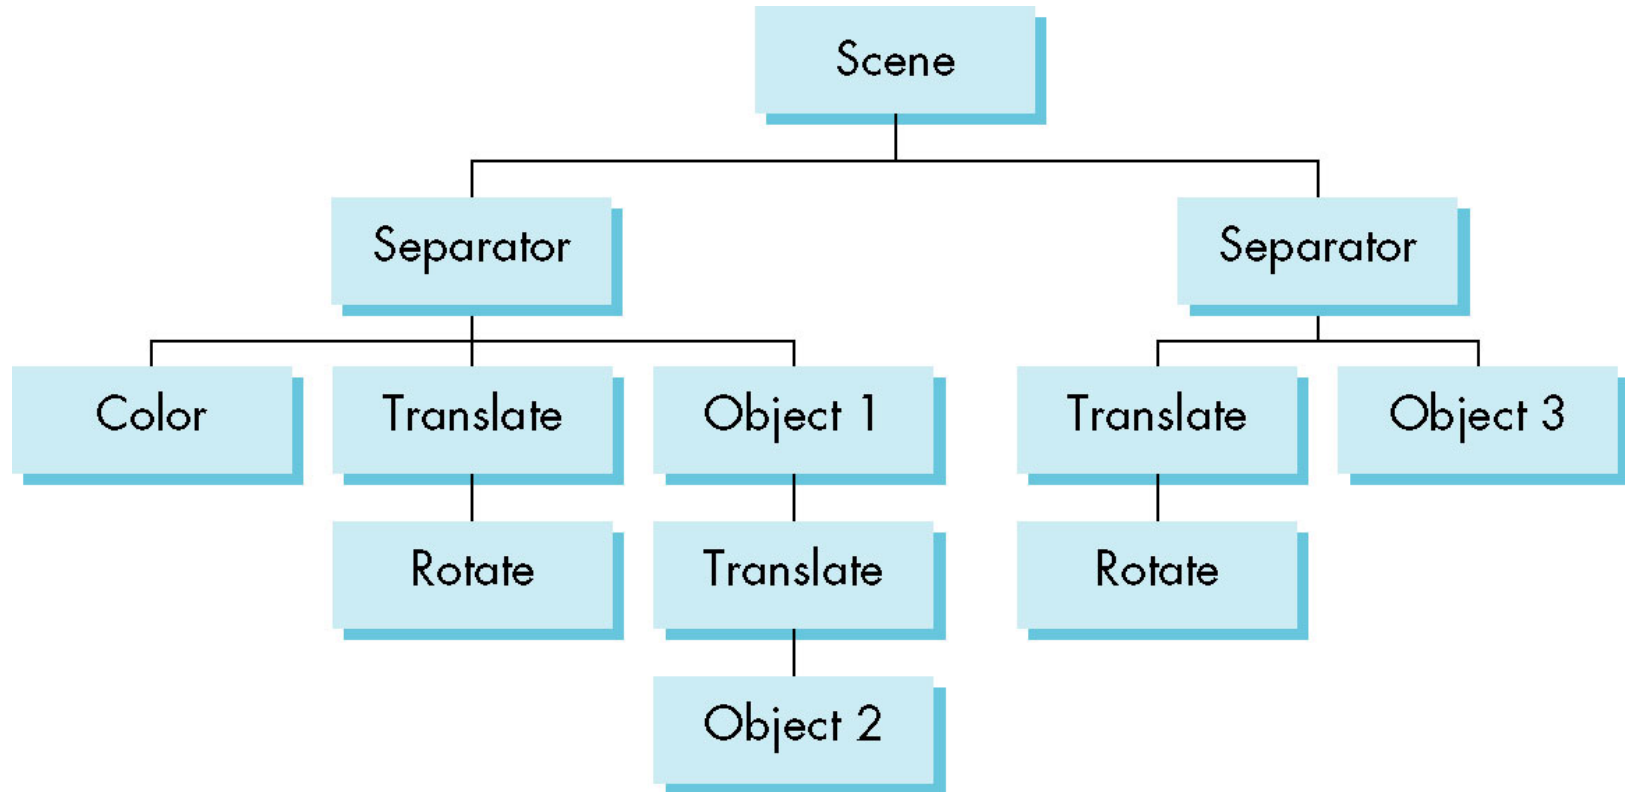 Scene
Separator
Separator
Color
Translate
Object 1
Translate
Object 3
Rotate
Translate
Rotate
Object 2